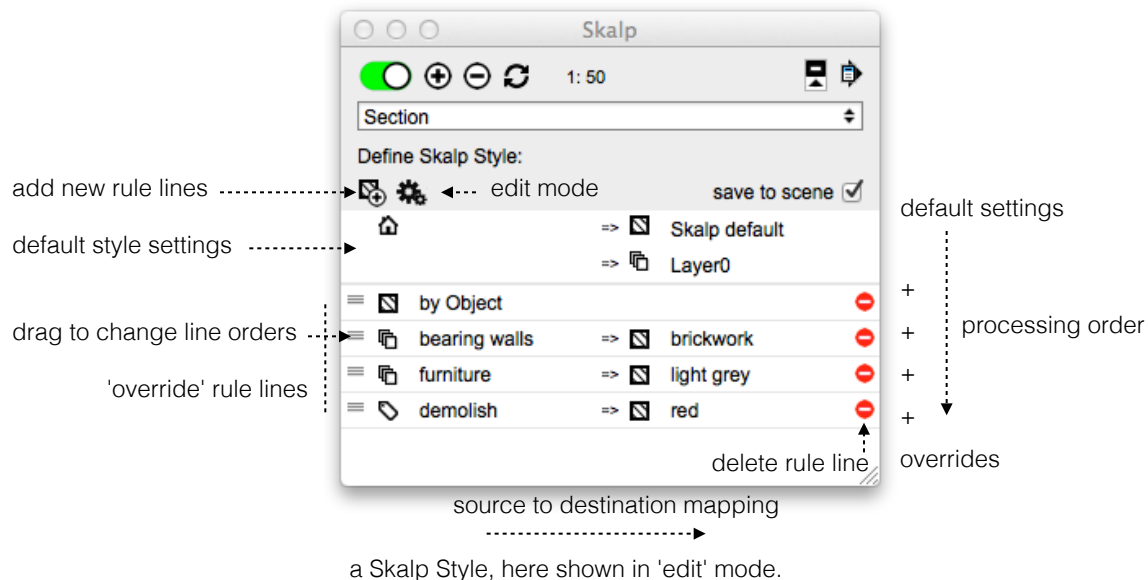 Skalp
1: 50
Section
Define Skalp Style:
add new rule lines
edit mode
save to scene
default settings
default style settings
=> Skalp default
=> Layer0
by Object
+
drag to change line orders
bearing walls => brickwork
+
processing order
'override' rule lines
furniture => light grey
+
demolish => red
+
delete rule line
overrides
source to destination mapping
a Skalp Style, here shown in 'edit' mode.